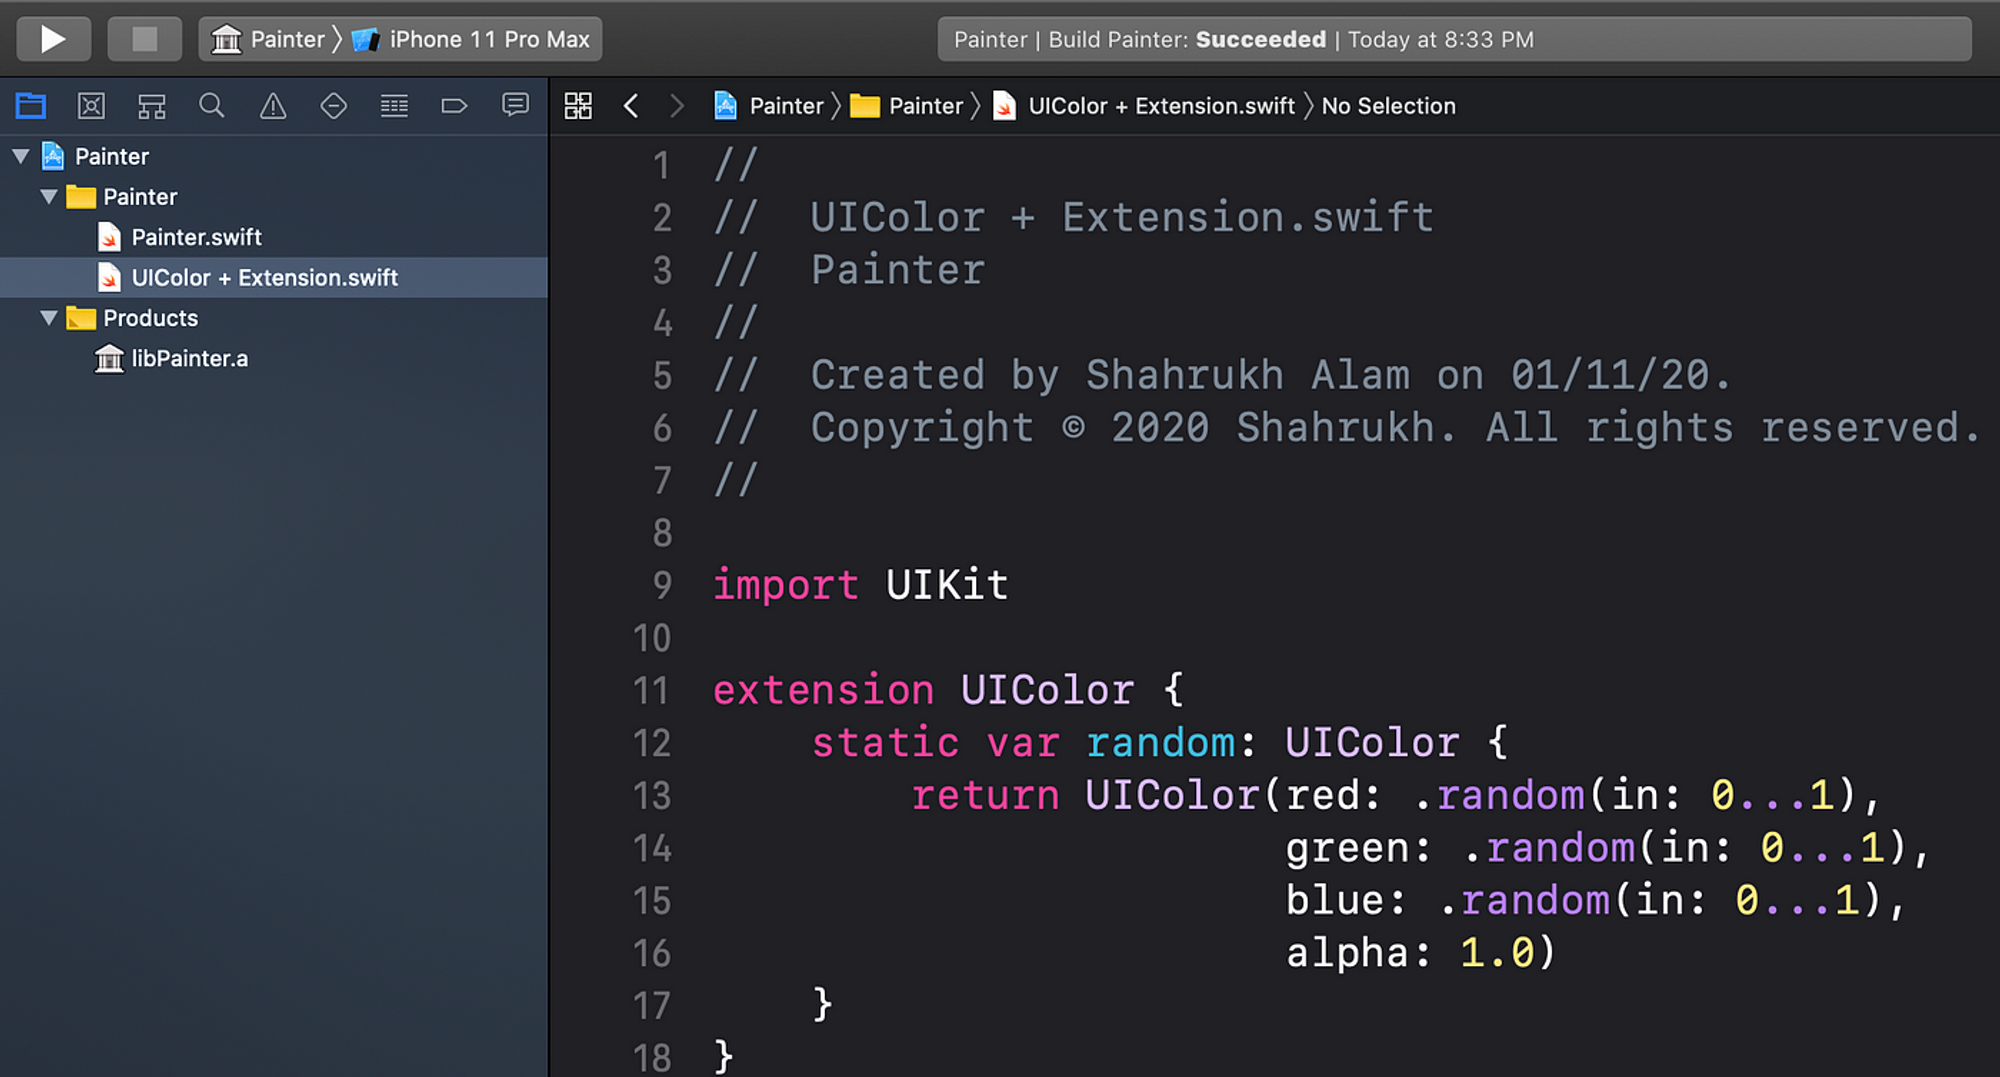 Painter 〉 iPhone 11 Pro Max
Painter | Build Painter: Succeeded | Today at 8:33 PM
Painter 〉 Painter 〉 UIColor + Extension.swift 〉 No Selection
Painter
Painter
Painter.swift
UIColor + Extension.swift
Products
libPainter.a
1 //
2 //  UIColor + Extension.swift
3 //  Painter
4 //
5 //  Created by Shahrukh Alam on 01/11/20.
6 //  Copyright © 2020 Shahrukh. All rights reserved.
7 //
8
9 import UIKit
10
11 extension UIColor {
12     static var random: UIColor {
13         return UIColor(red: .random(in: 0...1),
14                        green: .random(in: 0...1),
15                        blue: .random(in: 0...1),
16                        alpha: 1.0)
17     }
18 }